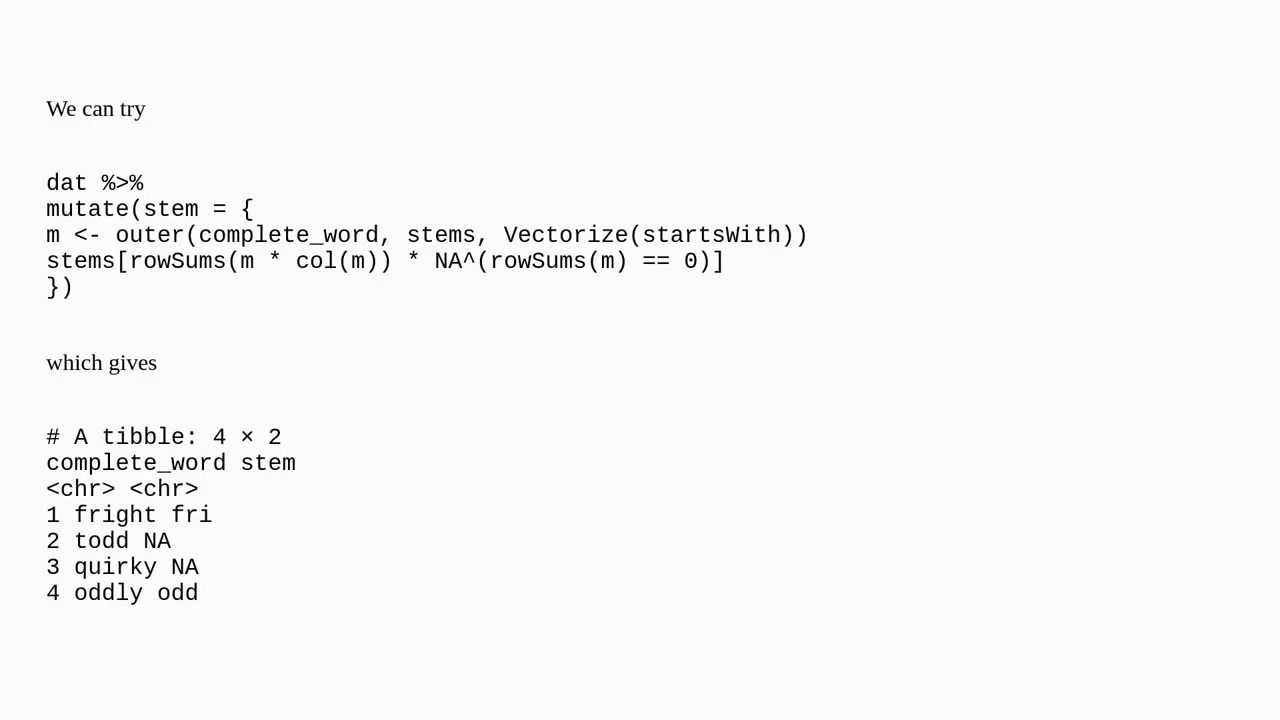 We can try
dat %>%
mutate(stem = {
m <- outer(complete_word, stems, Vectorize(startsWith))
stems[rowSums(m * col(m)) * NA^(rowSums(m) == 0)]
})
which gives
# A tibble: 4 × 2
complete_word stem
<chr> <chr>
1 fright fri
2 todd NA
3 quirky NA
4 oddly odd